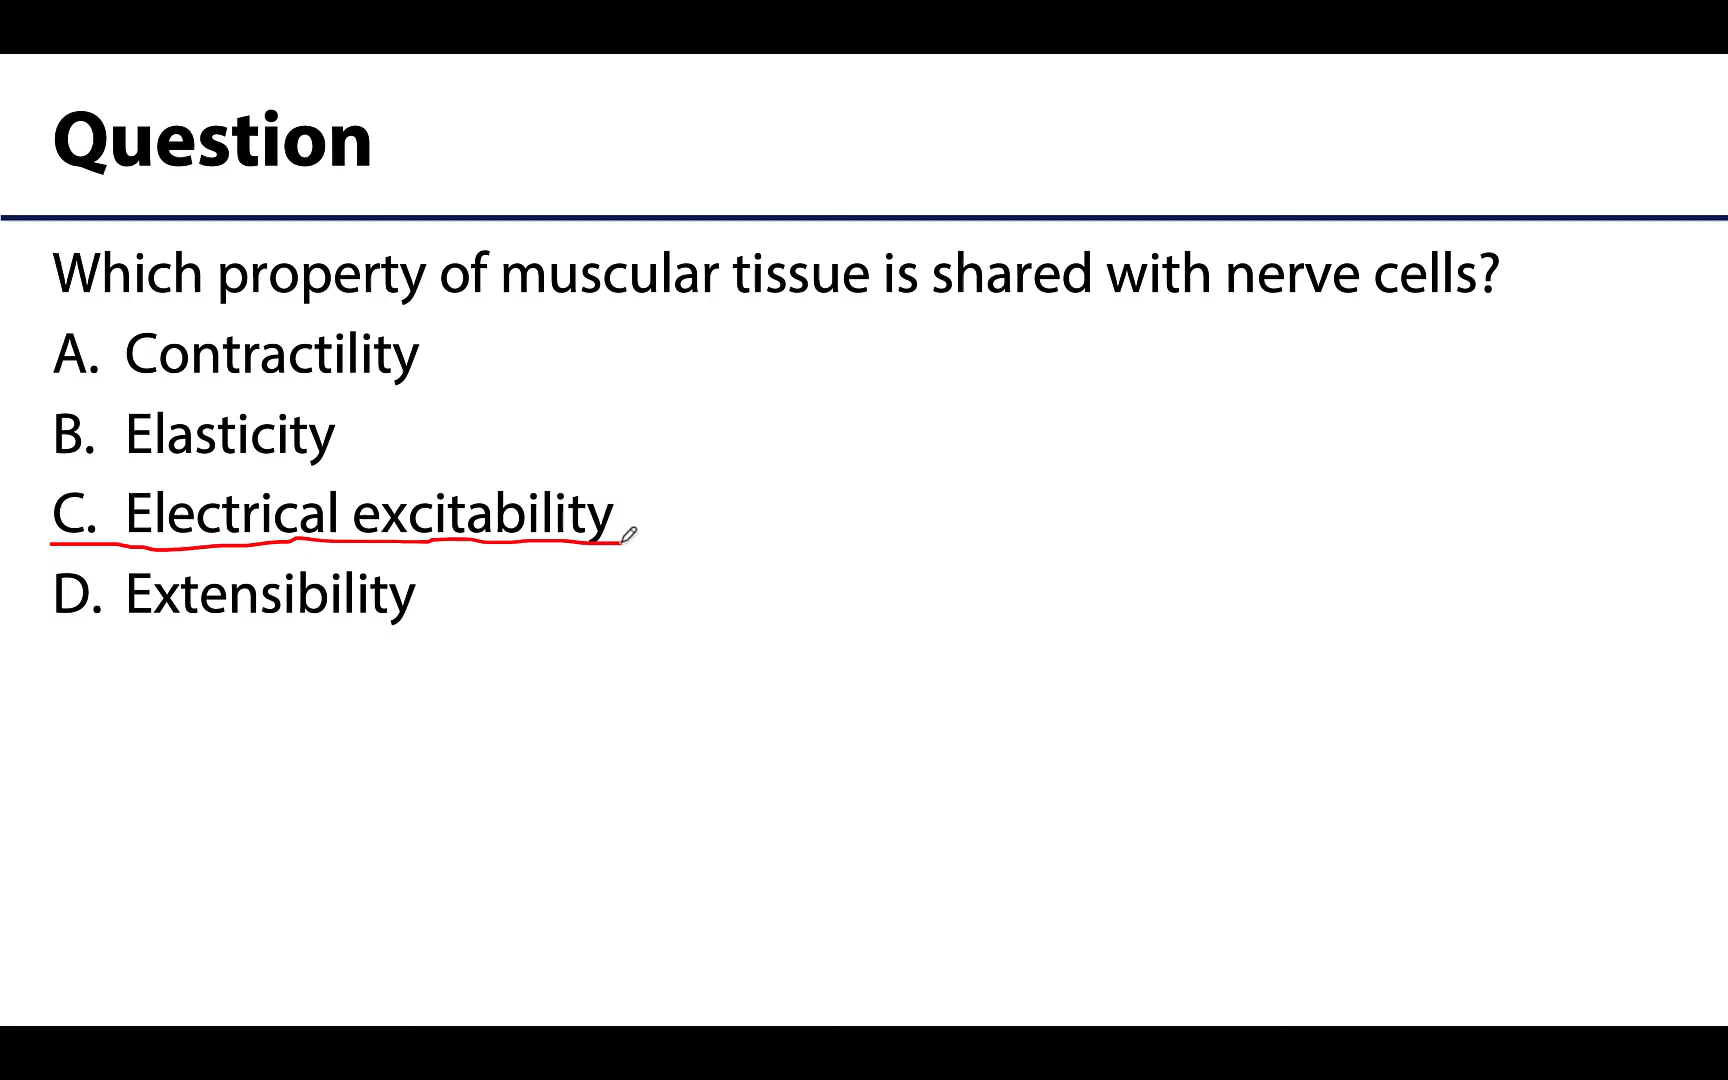 Question
Which property of muscular tissue is shared with nerve cells?
A. Contractility
B. Elasticity
C. Electrical excitability
D. Extensibility